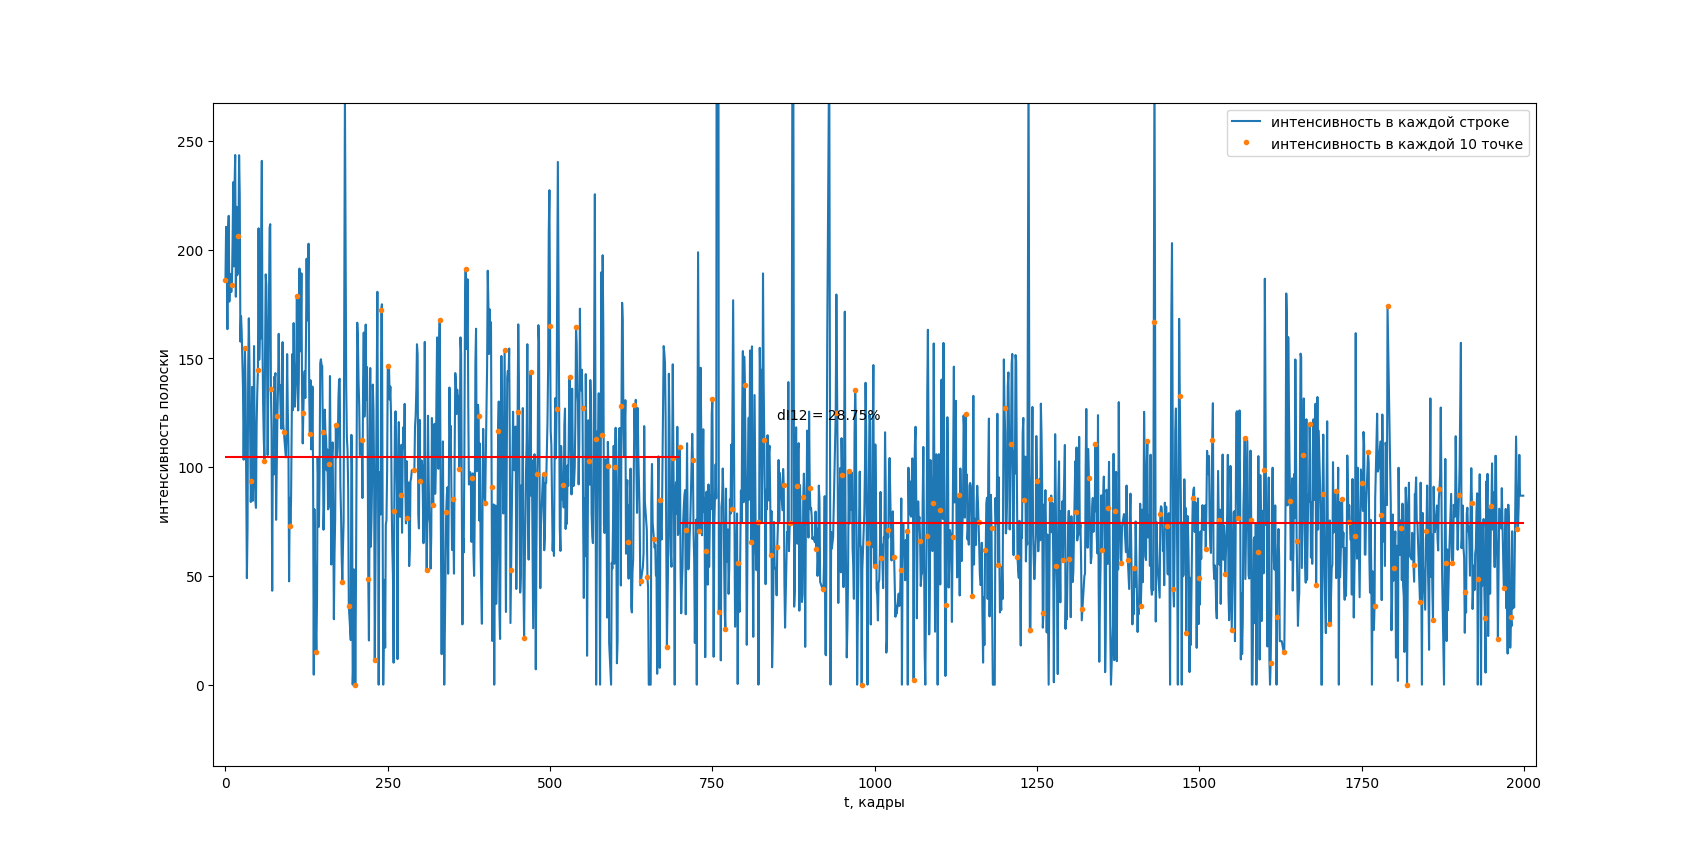 интенсивность в каждой строке
интенсивность в каждой 10 точке
250
200
150
100
50
0
интенсивность полоски
dI12 = 28.75%
0 250 500 750 1000 1250 1500 1750 2000
t, кадры